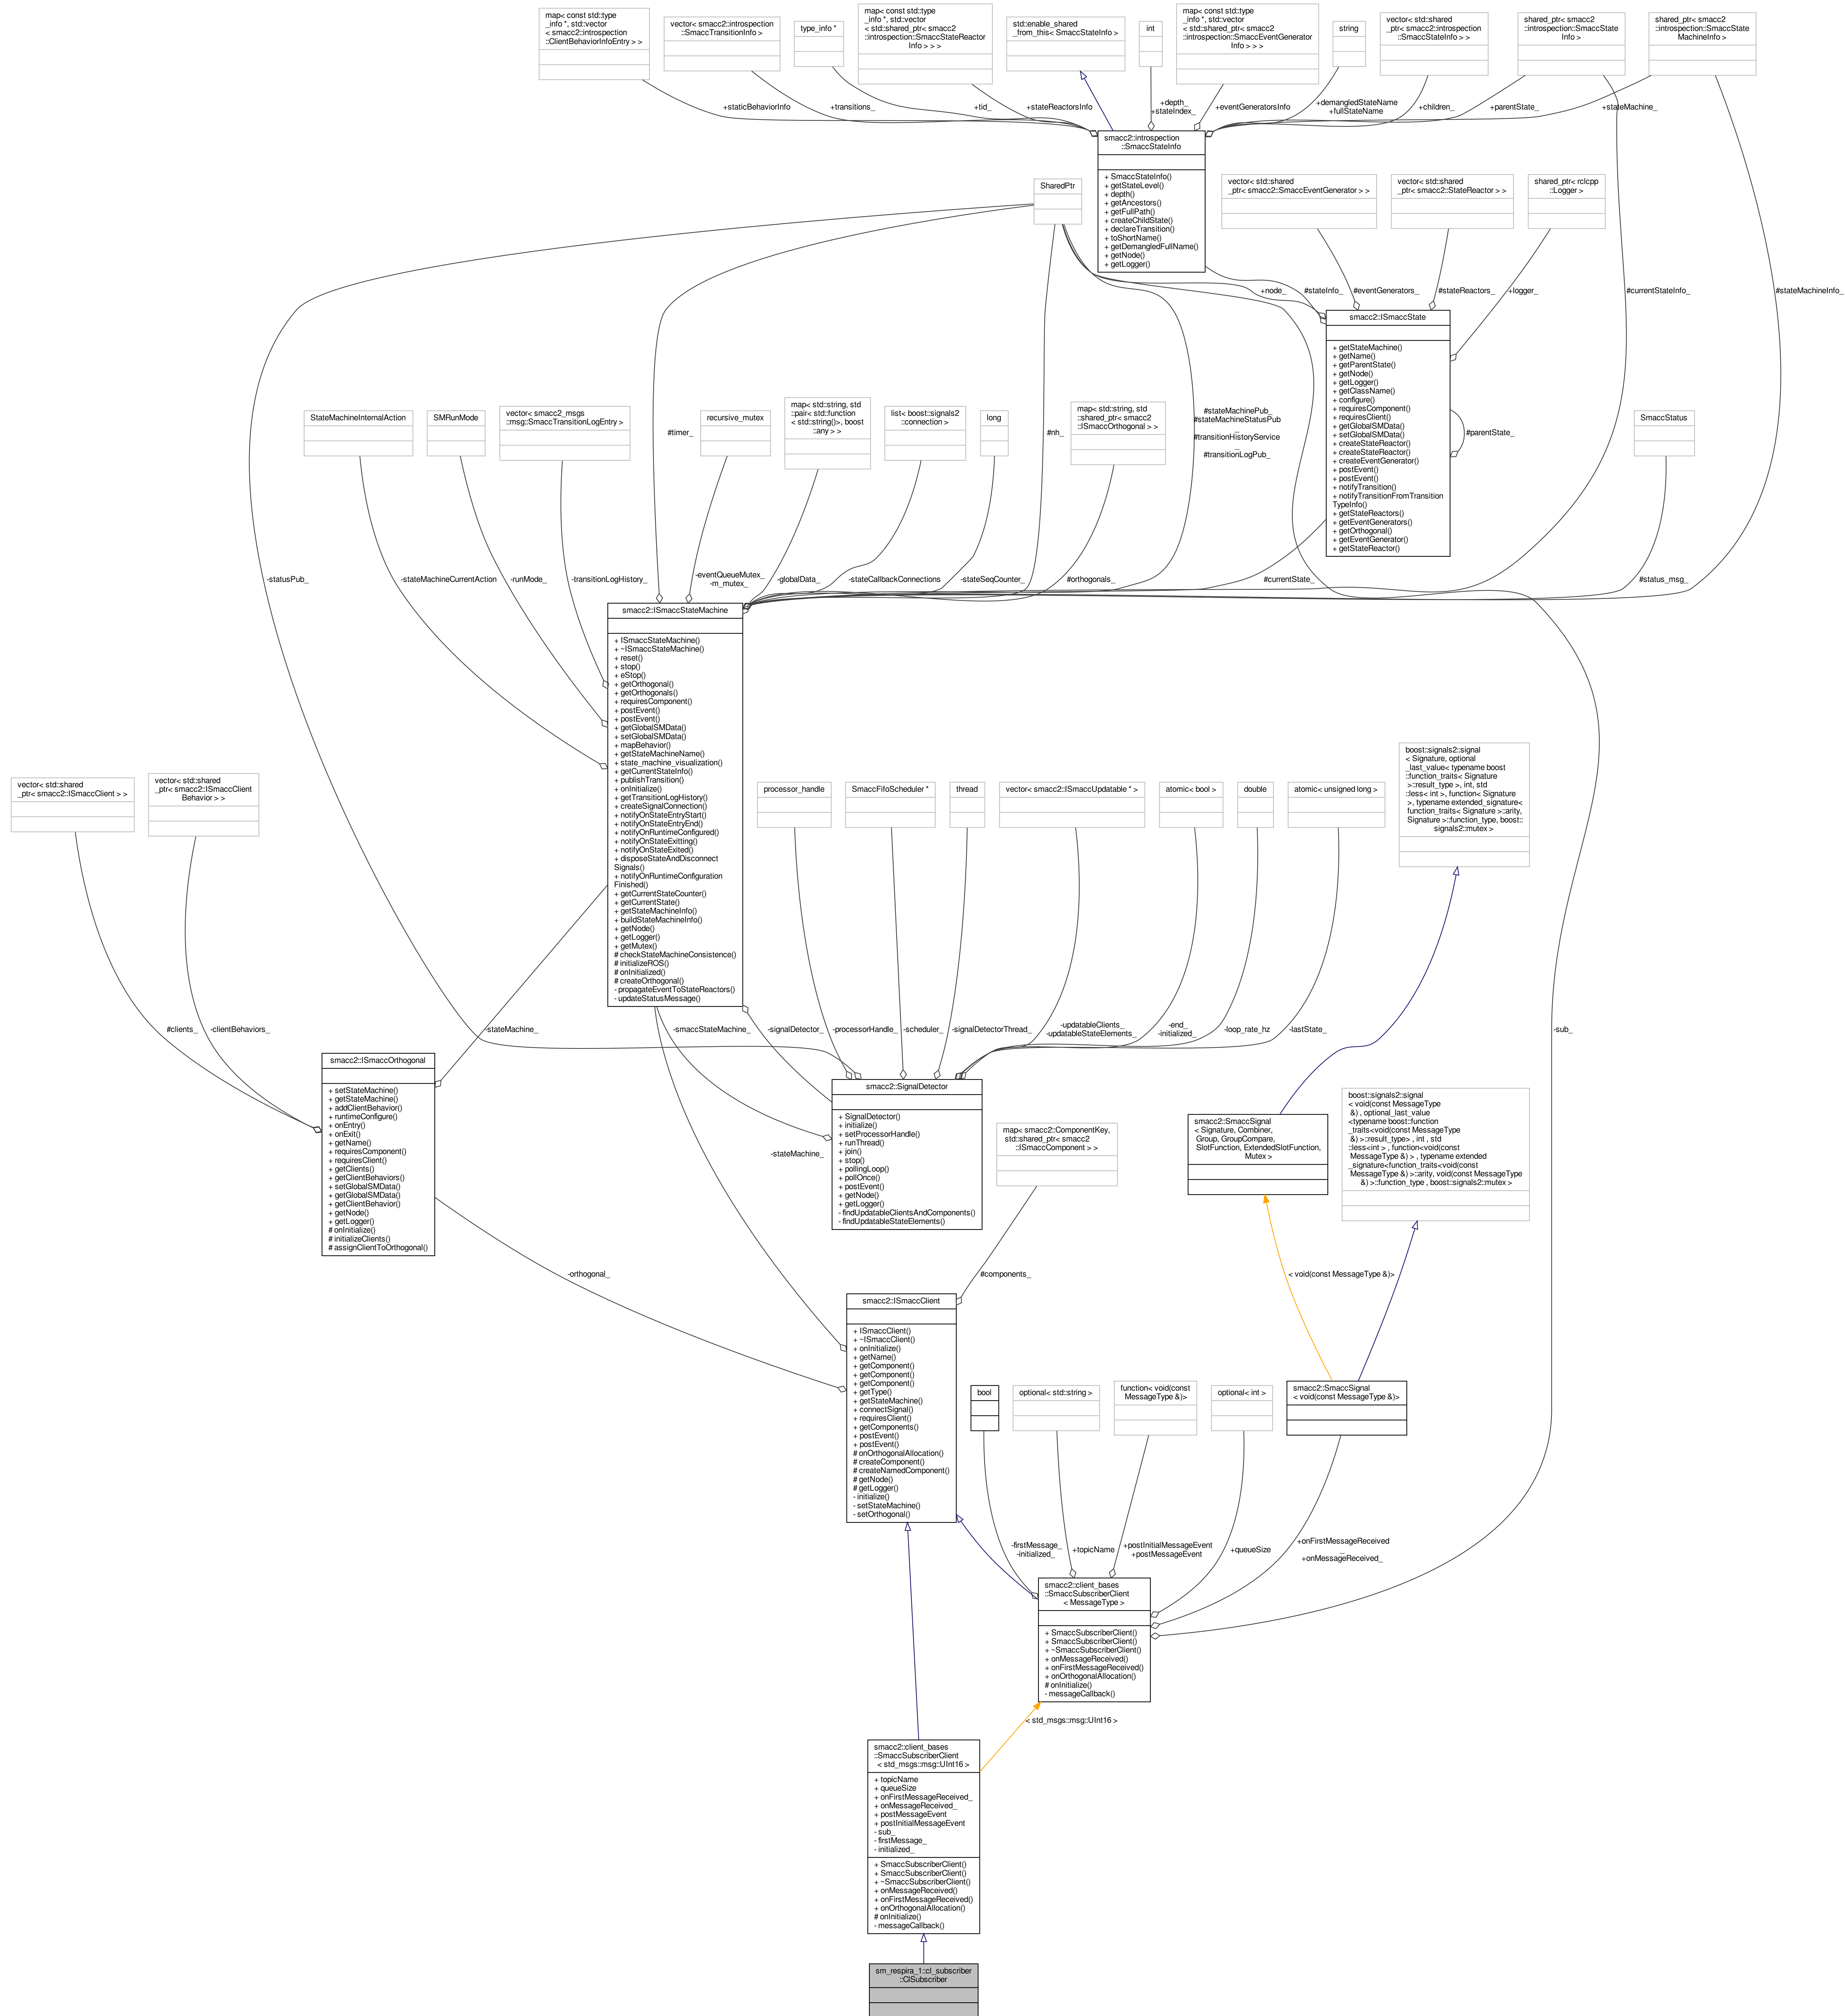 map< const std::type
_info *, std::vector
< smacc2::introspection
::ClientBehaviorInfoEntry > >
vector< smacc2::introspection
::SmaccTransitionInfo >
type_info *
map< const std::type
_info *, std::vector
< std::shared_ptr< smacc2
::introspection::SmaccStateReactor
Info > > >
std::enable_shared
_from_this< SmaccStateInfo >
int
map< const std::type
_info *, std::vector
< std::shared_ptr< smacc2
::introspection::SmaccEventGenerator
Info > > >
string
vector< std::shared
_ptr< smacc2::introspection
::SmaccStateInfo > >
shared_ptr< smacc2
::introspection::SmaccState
Info >
shared_ptr< smacc2
::introspection::SmaccState
MachineInfo >
+staticBehaviorInfo
+transitions_
+tid_
+stateReactorsInfo
+depth_
+stateIndex_
+eventGeneratorsInfo
+demangledStateName
+fullStateName
+children_
+parentState_
+stateMachine_
smacc2::introspection
::SmaccStateInfo
+ SmaccStateInfo()
+ getStateLevel()
+ depth()
+ getAncestors()
+ getFullPath()
+ createChildState()
+ declareTransition()
+ toShortName()
+ getDemangledFullName()
+ getNode()
+ getLogger()
SharedPtr
vector< std::shared
_ptr< smacc2::SmaccEventGenerator > >
vector< std::shared
_ptr< smacc2::StateReactor > >
shared_ptr< rclcpp
::Logger >
+node_
#stateInfo_
#eventGenerators_
#stateReactors_
+logger_
#currentStateInfo_
#stateMachineInfo_
smacc2::ISmaccState
+ getStateMachine()
+ getName()
+ getParentState()
+ getNode()
+ getLogger()
+ getClassName()
+ configure()
+ requiresComponent()
+ requiresClient()
+ getGlobalSMData()
+ setGlobalSMData()
+ createStateReactor()
+ createStateReactor()
+ createEventGenerator()
+ postEvent()
+ postEvent()
+ notifyTransition()
+ notifyTransitionFromTransition
TypeInfo()
+ getStateReactors()
+ getEventGenerators()
+ getOrthogonal()
+ getEventGenerator()
+ getStateReactor()
#parentState_
StateMachineInternalAction
SMRunMode
vector< smacc2_msgs
::msg::SmaccTransitionLogEntry >
#timer_
recursive_mutex
map< std::string, std
::pair< std::function
< std::string()>, boost
::any > >
list< boost::signals2
::connection >
long
#nh_
map< std::string, std
::shared_ptr< smacc2
::ISmaccOrthogonal > >
#stateMachinePub_
#stateMachineStatusPub
_
#transitionHistoryService
_
#transitionLogPub_
SmaccStatus
-statusPub_
-stateMachineCurrentAction
-runMode_
-transitionLogHistory_
-eventQueueMutex_
-m_mutex_
-globalData_
-stateCallbackConnections
-stateSeqCounter_
#orthogonals_
#currentState_
#status_msg_
smacc2::ISmaccStateMachine
+ ISmaccStateMachine()
+ ~ISmaccStateMachine()
+ reset()
+ stop()
+ eStop()
+ getOrthogonal()
+ getOrthogonals()
+ requiresComponent()
+ postEvent()
+ postEvent()
+ getGlobalSMData()
+ setGlobalSMData()
+ mapBehavior()
+ getStateMachineName()
+ state_machine_visualization()
+ getCurrentStateInfo()
+ publishTransition()
+ onInitialize()
+ getTransitionLogHistory()
+ createSignalConnection()
+ notifyOnStateEntryStart()
+ notifyOnStateEntryEnd()
+ notifyOnRuntimeConfigured()
+ notifyOnStateExitting()
+ notifyOnStateExited()
+ disposeStateAndDisconnect
Signals()
+ notifyOnRuntimeConfiguration
Finished()
+ getCurrentStateCounter()
+ getCurrentState()
+ getStateMachineInfo()
+ buildStateMachineInfo()
+ getNode()
+ getLogger()
+ getMutex()
# checkStateMachineConsistence()
# initializeROS()
# onInitialized()
# createOrthogonal()
- propagateEventToStateReactors()
- updateStatusMessage()
vector< std::shared
_ptr< smacc2::ISmaccClient > >
vector< std::shared
_ptr< smacc2::ISmaccClient
Behavior > >
processor_handle
SmaccFifoScheduler *
thread
vector< smacc2::ISmaccUpdatable * >
atomic< bool >
double
atomic< unsigned long >
boost::signals2::signal
< Signature, optional
_last_value< typename boost
::function_traits< Signature
>::result_type >, int, std
::less< int >, function< Signature
>, typename extended_signature<
function_traits< Signature >::arity,
Signature >::function_type, boost::
signals2::mutex >
#clients_
-clientBehaviors_
-stateMachine_
-smaccStateMachine_
-signalDetector_
-processorHandle_
-scheduler_
-signalDetectorThread_
-updatableClients_
-updatableStateElements_
-end_
-initialized_
-loop_rate_hz
-lastState_
-sub_
smacc2::ISmaccOrthogonal
+ setStateMachine()
+ getStateMachine()
+ addClientBehavior()
+ runtimeConfigure()
+ onEntry()
+ onExit()
+ getName()
+ requiresComponent()
+ requiresClient()
+ getClients()
+ getClientBehaviors()
+ setGlobalSMData()
+ getGlobalSMData()
+ getClientBehavior()
+ getNode()
+ getLogger()
# onInitialize()
# initializeClients()
# assignClientToOrthogonal()
smacc2::SignalDetector
+ SignalDetector()
+ initialize()
+ setProcessorHandle()
+ runThread()
+ join()
+ stop()
+ pollingLoop()
+ pollOnce()
+ postEvent()
+ getNode()
+ getLogger()
- findUpdatableClientsAndComponents()
- findUpdatableStateElements()
-stateMachine_
map< smacc2::ComponentKey,
std::shared_ptr< smacc2
::ISmaccComponent > >
smacc2::SmaccSignal
< Signature, Combiner,
Group, GroupCompare,
SlotFunction, ExtendedSlotFunction,
Mutex >
boost::signals2::signal
< void(const MessageType
&) , optional_last_value
<typename boost::function
_traits<void(const MessageType
&) >::result_type> , int , std
::less<int > , function<void(const
MessageType &) > , typename extended
_signature<function_traits<void(const
MessageType &) >::arity, void(const MessageType
&) >::function_type , boost::signals2::mutex >
-orthogonal_
#components_
< void(const MessageType &)>
smacc2::ISmaccClient
+ ISmaccClient()
+ ~ISmaccClient()
+ onInitialize()
+ getName()
+ getComponent()
+ getComponent()
+ getComponent()
+ getType()
+ getStateMachine()
+ connectSignal()
+ requiresClient()
+ getComponents()
+ postEvent()
+ postEvent()
# onOrthogonalAllocation()
# createComponent()
# createNamedComponent()
# getNode()
# getLogger()
- initialize()
- setStateMachine()
- setOrthogonal()
bool
optional< std::string >
function< void(const
MessageType &)>
optional< int >
smacc2::SmaccSignal
< void(const MessageType &)>
-firstMessage_
-initialized_
+topicName
+postInitialMessageEvent
+postMessageEvent
+queueSize
+onFirstMessageReceived
_
+onMessageReceived_
smacc2::client_bases
::SmaccSubscriberClient
< MessageType >
+ SmaccSubscriberClient()
+ SmaccSubscriberClient()
+ ~SmaccSubscriberClient()
+ onMessageReceived()
+ onFirstMessageReceived()
+ onOrthogonalAllocation()
# onInitialize()
- messageCallback()
< std_msgs::msg::UInt16 >
smacc2::client_bases
::SmaccSubscriberClient
< std_msgs::msg::UInt16 >
+ topicName
+ queueSize
+ onFirstMessageReceived_
+ onMessageReceived_
+ postMessageEvent
+ postInitialMessageEvent
- sub_
- firstMessage_
- initialized_
+ SmaccSubscriberClient()
+ SmaccSubscriberClient()
+ ~SmaccSubscriberClient()
+ onMessageReceived()
+ onFirstMessageReceived()
+ onOrthogonalAllocation()
# onInitialize()
- messageCallback()
sm_respira_1::cl_subscriber
::ClSubscriber